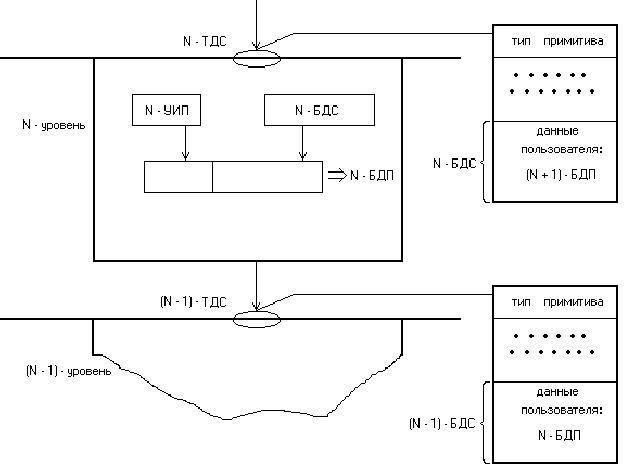 N - ТДС
тип примитива
N - УИП
N - БДС
N - уровень
данные
пользователя:
N - БДС
(N + 1) - БДП
N - БДП
(N - 1) - ТДС
тип примитива
(N - 1) - уровень
данные
пользователя:
(N - 1) - БДС
N - БДП